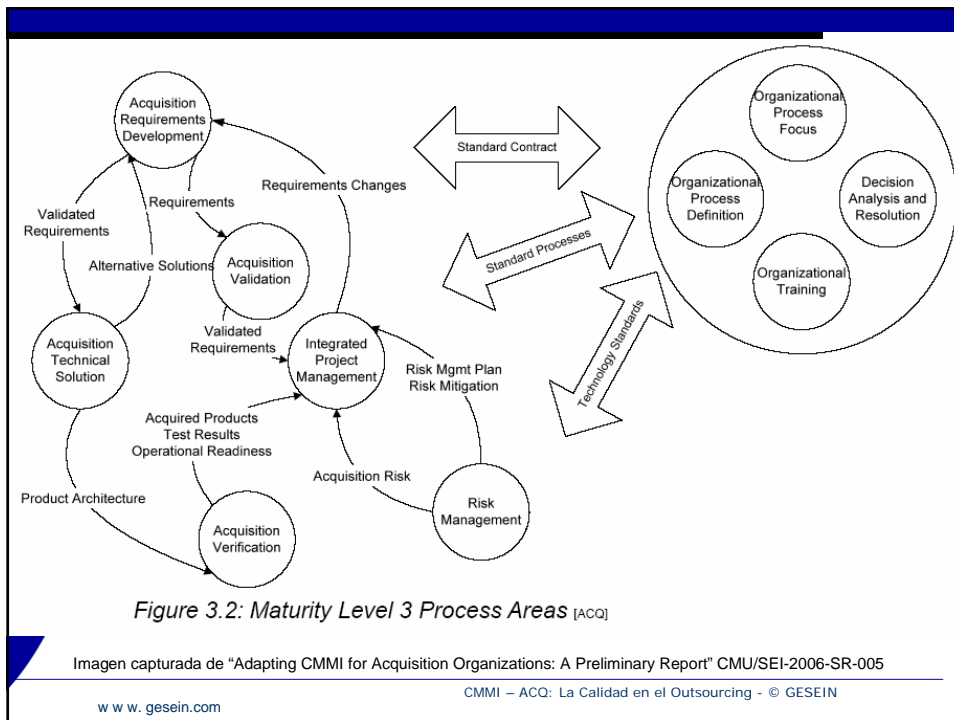 Acquisition
Requirements
Development
Standard Contract
Organizational
Process
Focus
Requirements Changes
Validated
Requirements
Requirements
Organizational
Process
Definition
Decision
Analysis and
Resolution
Alternative Solutions
Acquisition
Validation
Standard Processes
Organizational
Training
Acquisition
Technical
Solution
Validated
Requirements
Integrated
Project
Management
Risk Mgmt Plan
Risk Mitigation
Technology Standards
Acquired Products
Test Results
Operational Readiness
Acquisition Risk
Product Architecture
Risk
Management
Acquisition
Verification
Figure 3.2: Maturity Level 3 Process Areas [ACQ]
Imagen capturada de “Adapting CMMI for Acquisition Organizations: A Preliminary Report” CMU/SEI-2006-SR-005
CMMI – ACQ: La Calidad en el Outsourcing - © GESEIN
w w w. gesein.com